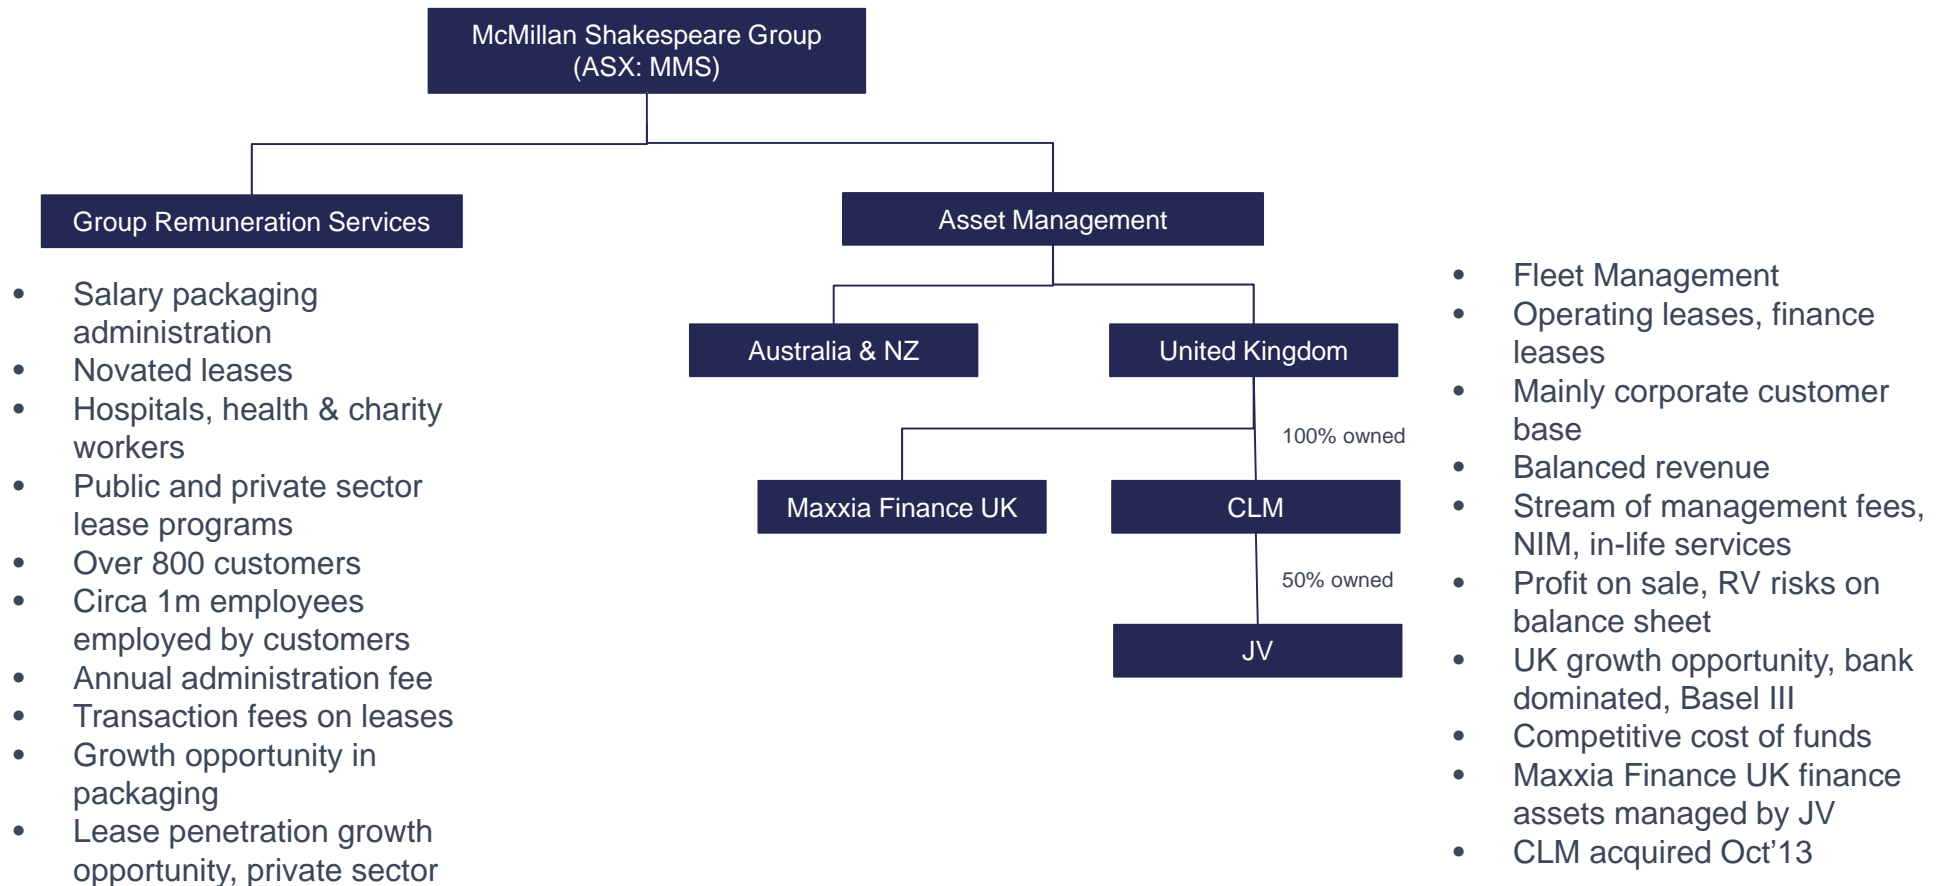 McMillan Shakespeare Group
(ASX: MMS)
Group Remuneration Services
Asset Management
• Salary packaging
administration
• Novated leases
• Hospitals, health & charity
workers
• Public and private sector
lease programs
• Over 800 customers
• Circa 1m employees
employed by customers
• Annual administration fee
• Transaction fees on leases
• Growth opportunity in
packaging
• Lease penetration growth
opportunity, private sector
Australia & NZ
United Kingdom
100% owned
Maxxia Finance UK
CLM
50% owned
JV
• Fleet Management
• Operating leases, finance
leases
• Mainly corporate customer
base
• Balanced revenue
• Stream of management fees,
NIM, in-life services
• Profit on sale, RV risks on
balance sheet
• UK growth opportunity, bank
dominated, Basel III
• Competitive cost of funds
• Maxxia Finance UK finance
assets managed by JV
• CLM acquired Oct'13